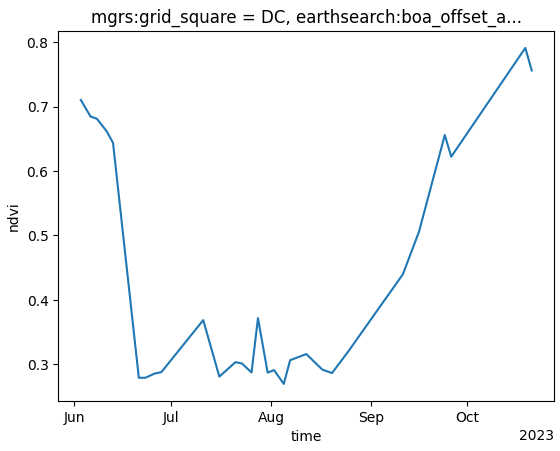 mgrs:grid_square = DC, earthsearch:boa_offset_a...
0.8
0.7
0.6
0.5
0.4
0.3
ndvi
Jun Jul Aug Sep Oct
time
2023